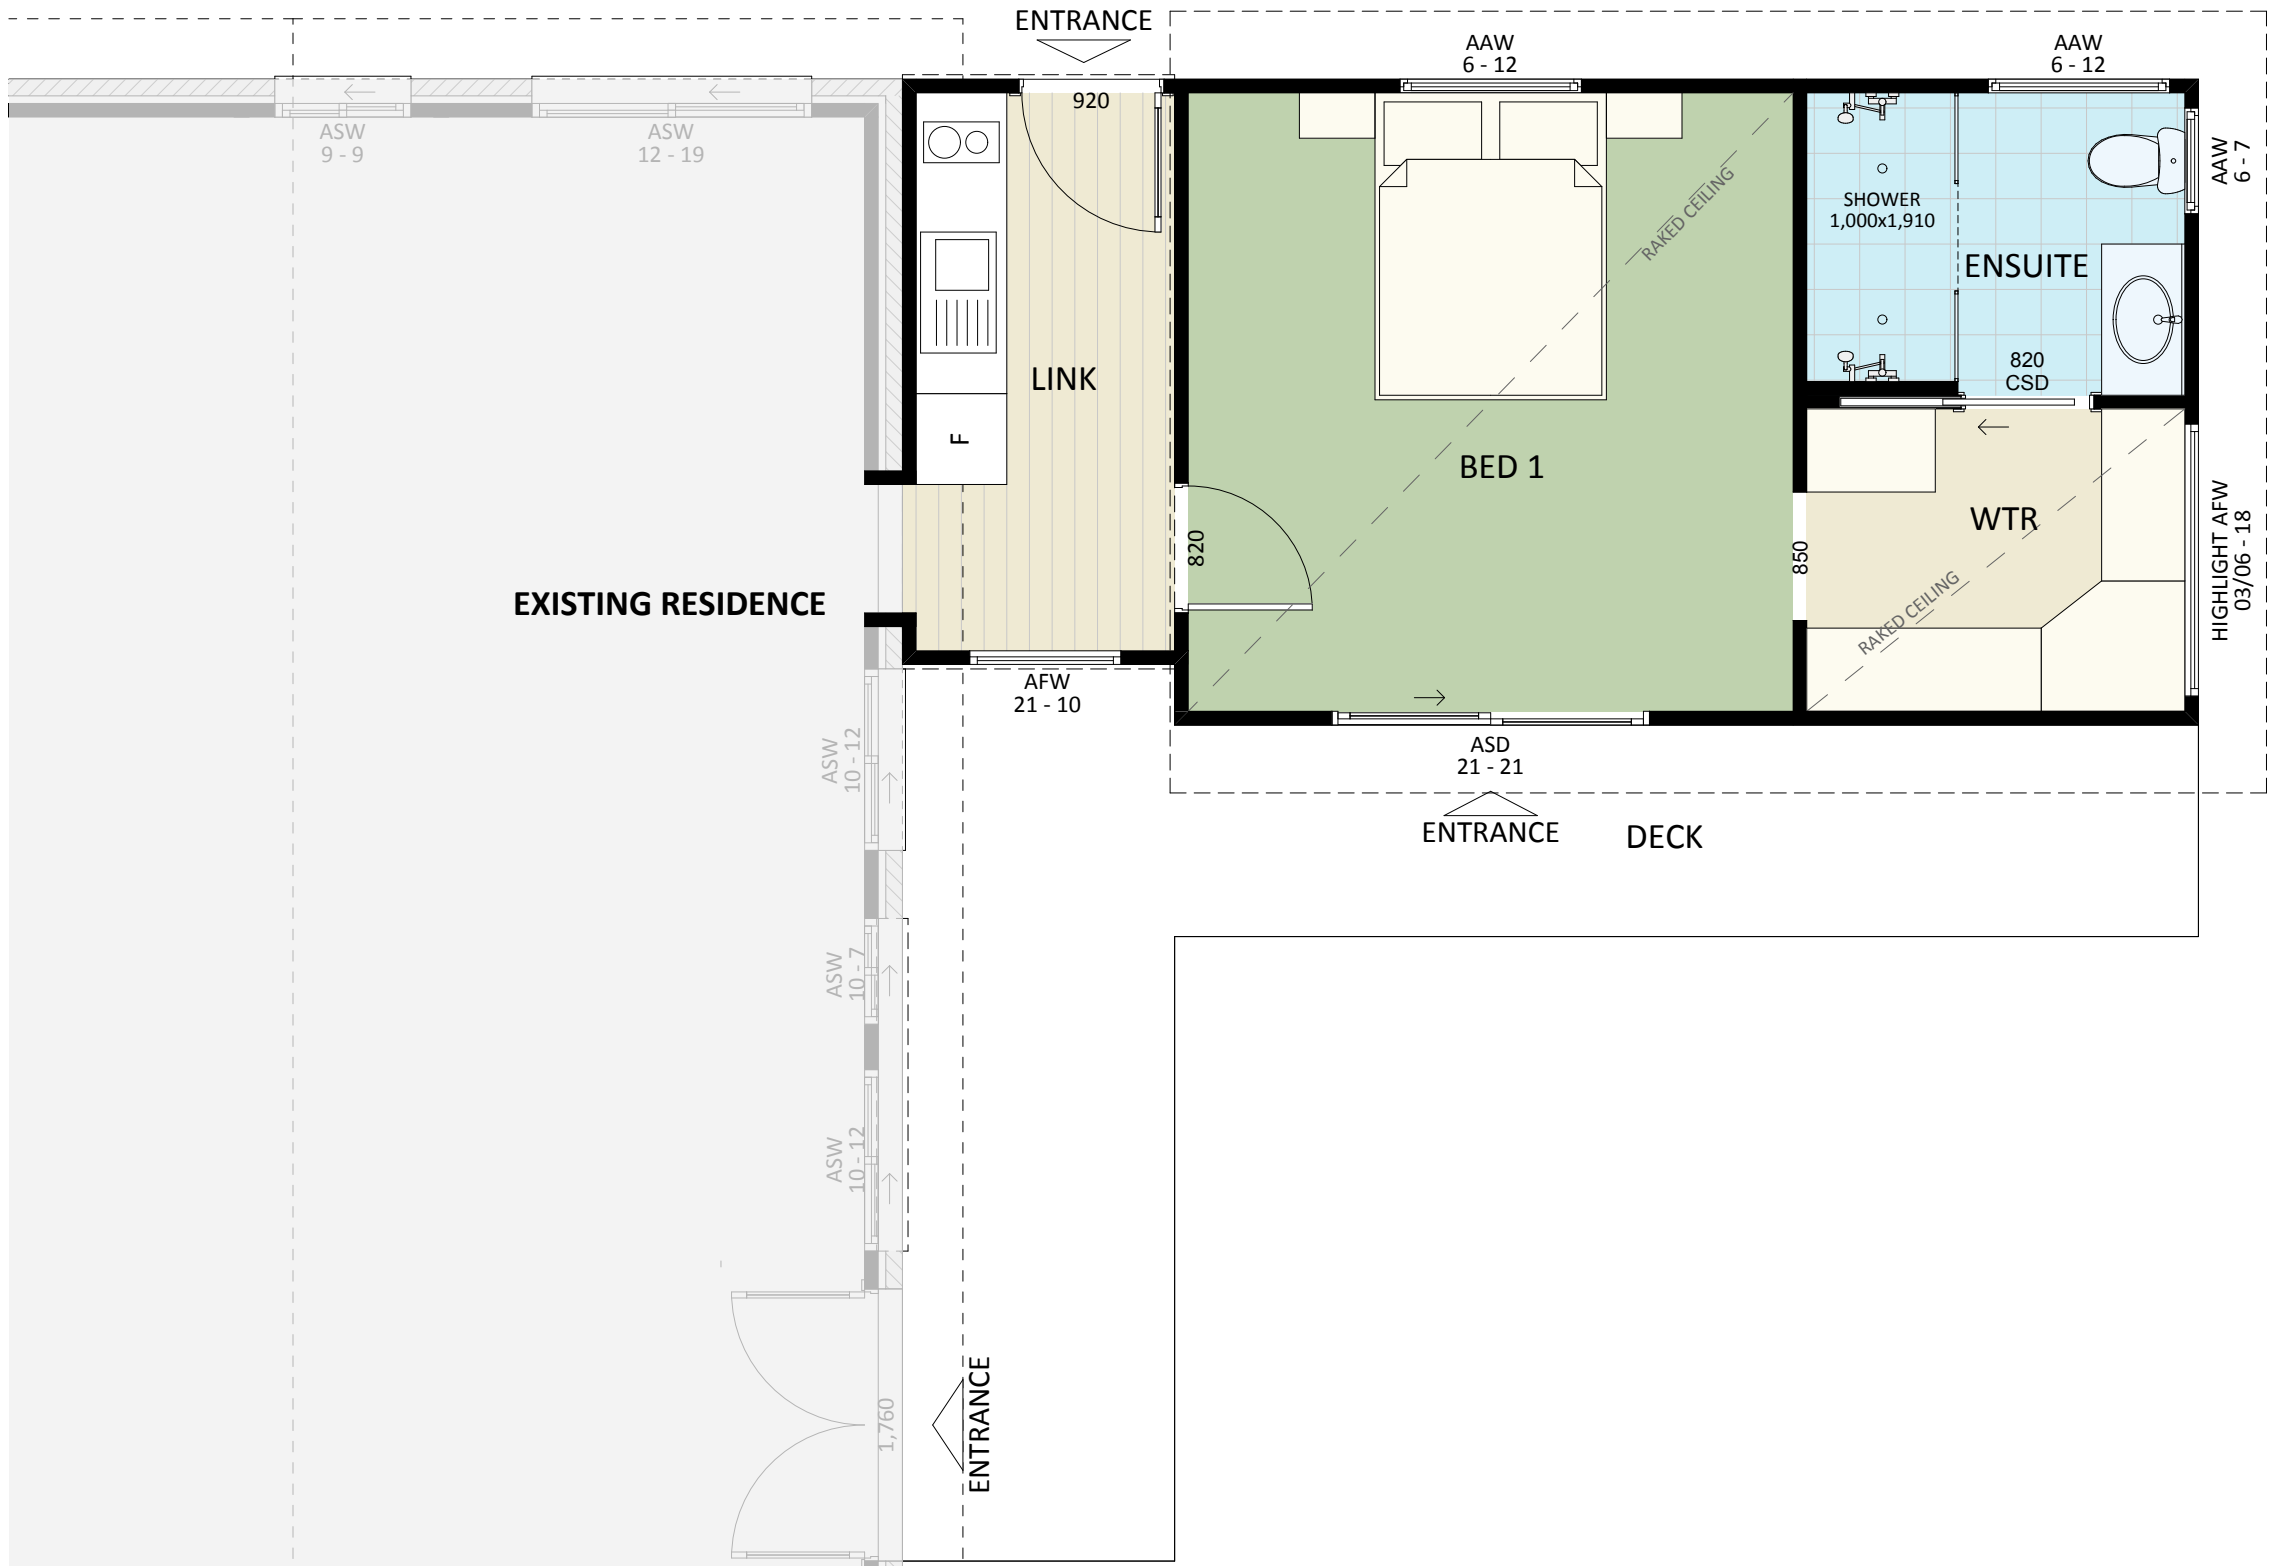 ENTRANCE
AAW
6 - 12
AAW
6 - 12
920
ASW
9 - 9
ASW
12 - 19
AAW
6 - 7
RAKED CEILING
SHOWER
1,000x1,910
ENSUITE
LINK
820
CSD
F
BED 1
WTR
HIGHLIGHT AFW
03/06 - 18
820
850
EXISTING RESIDENCE
RAKED CEILING
AFW
21 - 10
ASD
21 - 21
ASW
10 - 12
ENTRANCE
DECK
ASW
10 - 7
ASW
10 - 12
1,760
ENTRANCE